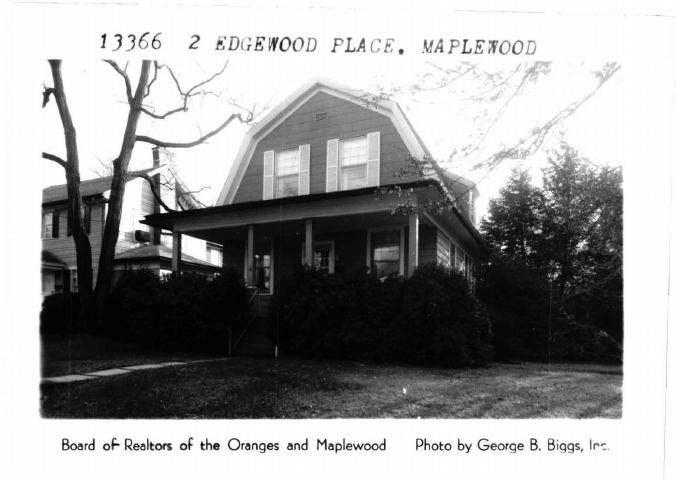 13366 2 EDGEWOOD PLACE. MAPLEWOOD
Board of Realtors of the Oranges and Maplewood Photo by George B. Biggs, Inc.